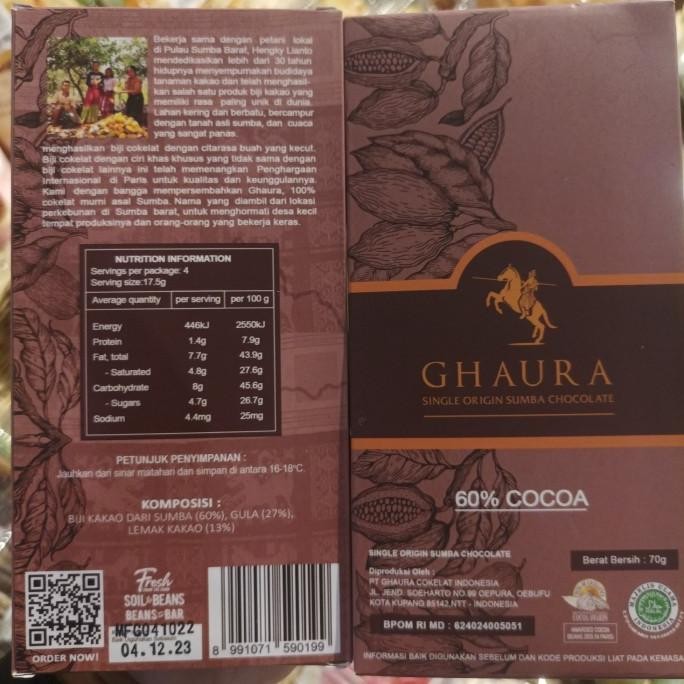 Bekerja sama dengan petani lokal
di Pulau Sumba Barat, Hengky Lianto
mendedikasikan lebih dari 30 tahun
hidupnya menyempurnakan budidaya
tanaman kakao dan telah menghasil-
kan salah satu produk biji kakao yang
memiliki rasa paling unik di dunia.
Lahan kering dan berbatu, bercampur
dengan tanah asli sumba, dan cuaca
yang sangat panas.
menghasilkan biji cokelat dengan citarasa buah yang kecut.
Biji cokelat dengan ciri khas khusus yang tidak sama dengan
biji cokelat lainnya ini telah memenangkan Penghargaan
Internasional di Paris untuk kualitas dan keunggulannya.
Kami dengan bangga mempersembahkan Ghaura, 100%
cokelat murni asal Sumba. Nama yang diambil dari lokasi
perkebunan di Sumba barat, untuk menghormati desa kecil
tempat produksinya dan orang-orang yang bekerja keras.
NUTRITION INFORMATION
Servings per package: 4
Serving size:17.5g
Average quantity per serving per 100 g
Energy 446kJ 2550kJ
Protein 1.4g 7.9g
Fat, total 7.7g 43.9g
- Saturated 4.8g 27.6g
Carbohydrate 8g 45.6g
- Sugars 4.7g 26.7g
Sodium 4.4mg 25mg
PETUNJUK PENYIMPANAN :
Jauhkan dari sinar matahari dan simpan di antara 16-18°C.
KOMPOSISI :
BIJI KAKAO DARI SUMBA (60%), GULA (27%),
LEMAK KAKAO (13%)
Fresh
SOIL to BEANS
BEANS to BAR
MFG041022
04.12.23
ORDER NOW!
8 991071 590199
GHAURA
SINGLE ORIGIN SUMBA CHOCOLATE
60% COCOA
SINGLE ORIGIN SUMBA CHOCOLATE
Diproduksi Oleh :
PT GHAURA COKELAT INDONESIA
JL. JEND. SOEHARTO NO.99 OEPURA, OEBUFU
KOTA KUPANG 85142,NTT - INDONESIA
BPOM RI MD : 624024005051
Berat Bersih : 70g
COCOA BEANS
AWARDED COCOA
BEANS 2015 IN PARIS
MAJELIS ULAMA
INDONESIA
INFORMASI BAIK DIGUNAKAN SEBELUM DAN KODE PRODUKSI LIAT PADA KEMASA